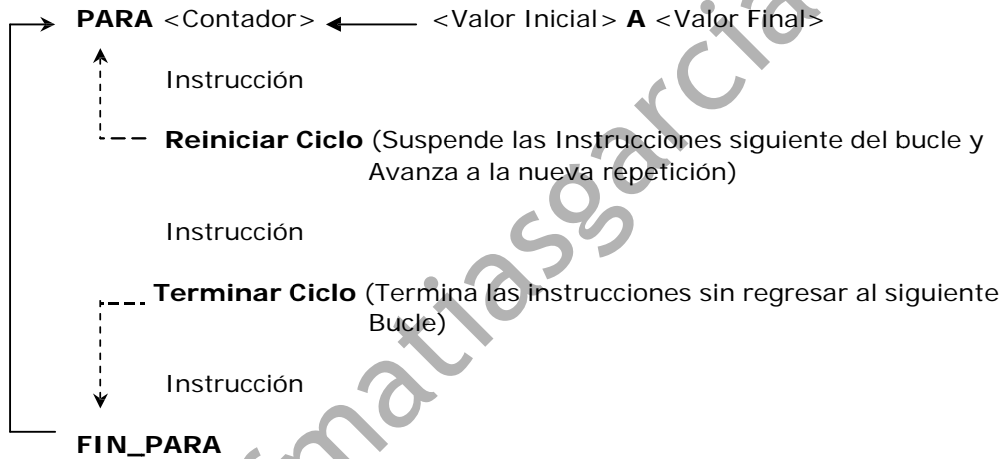 PARA <Contador> <Valor Inicial> A <Valor Final>
Instrucción
Reiniciar Ciclo (Suspende las Instrucciones siguiente del bucle y
Avanza a la nueva repetición)
Instrucción
Terminar Ciclo (Termina las instrucciones sin regresar al siguiente
Bucle)
Instrucción
FIN_PARA
matiasgarcia